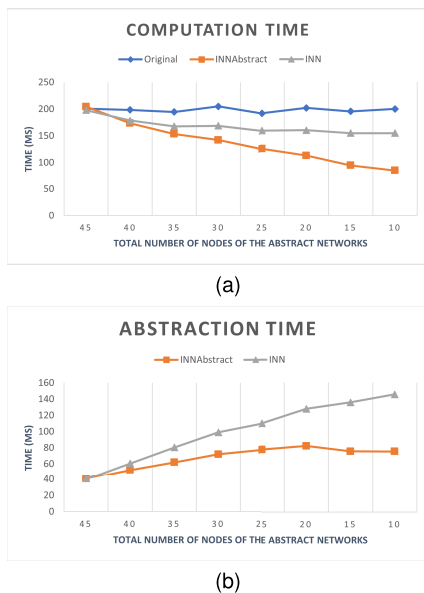 COMPUTATION TIME
Original INNAbstract INN
250
200
150
100
50
0
TIME (MS)
45 40 35 30 25 20 15 10
TOTAL NUMBER OF NODES OF THE ABSTRACT NETWORKS
(a)
ABSTRACTION TIME
INNAbstract INN
160
140
120
100
80
60
40
20
0
TIME (MS)
45 40 35 30 25 20 15 10
TOTAL NUMBER OF NODES OF THE ABSTRACT NETWORKS
(b)